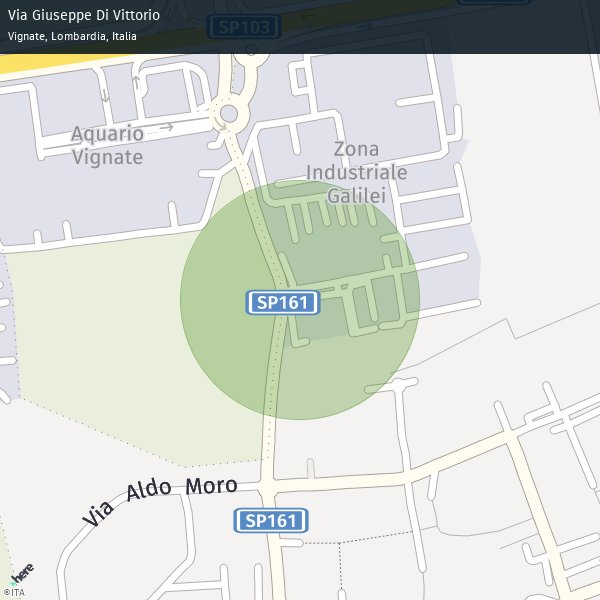 Via Giuseppe Di Vittorio
Vignate, Lombardia, Italia
SP103
Aquario
Vignate
Zona
Industriale
Galilei
SP161
Via Aldo Moro
SP161
here
©ITA